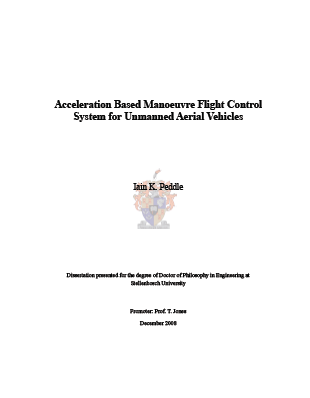 Acceleration Based Manoeuvre Flight Control
System for Unmanned Aerial Vehicles
Iain K. Peddle
Dissertation presented for the degree of Doctor of Philosophy in Engineering at
Stellenbosch University
Promoter: Prof. T. Jones
December 2008